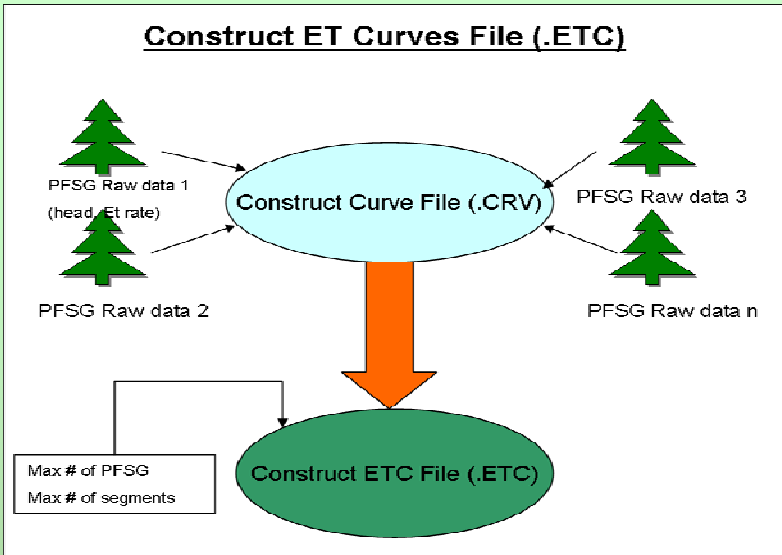 Construct ET Curves File (.ETC)
PFSG Raw data 1
(head, Et rate)
PFSG Raw data 2
Construct Curve File (.CRV)
PFSG Raw data 3
PFSG Raw data n
Max # of PFSG
Max # of segments
Construct ETC File (.ETC)